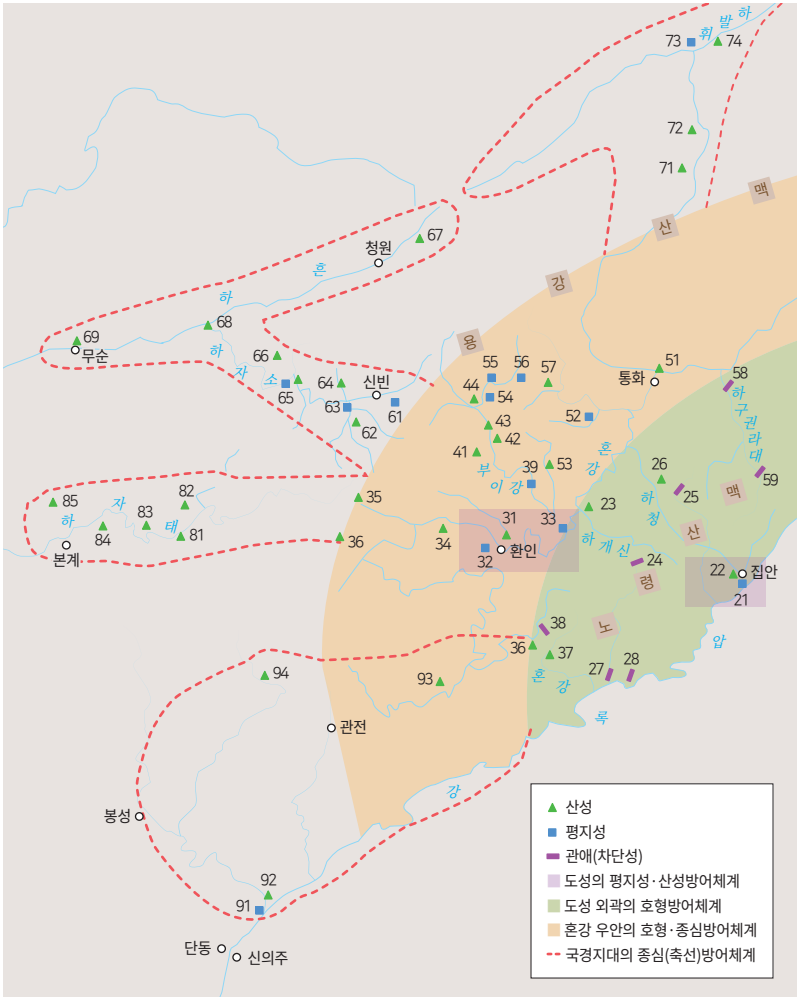 휘 발 하
73 74
72
71
맥
산
강
용
67
청원
흔
하
68
69
무순
하 자 소
66
65
64
신빈
63
61
62
55 56 57
44 54
43
42
41
52
51
통화
58
하 구 권 라 대
59
부 이 강
39 53
혼 강
26
25
하 청
맥
산
령
노
85
하
자
태
84
83
82
81
본계
35
36
34
31
33
32
환인
23
하 개 신
24
22
집안
21
압
38
36
37
27 28
혼 강
록
강
94
93
관전
봉성
92
91
단동
신의주
산성
평지성
관애(차단성)
도성의 평지성·산성방어체계
도성 외곽의 호형방어체계
혼강 우안의 호형·종심방어체계
국경지대의 종심(축선)방어체계